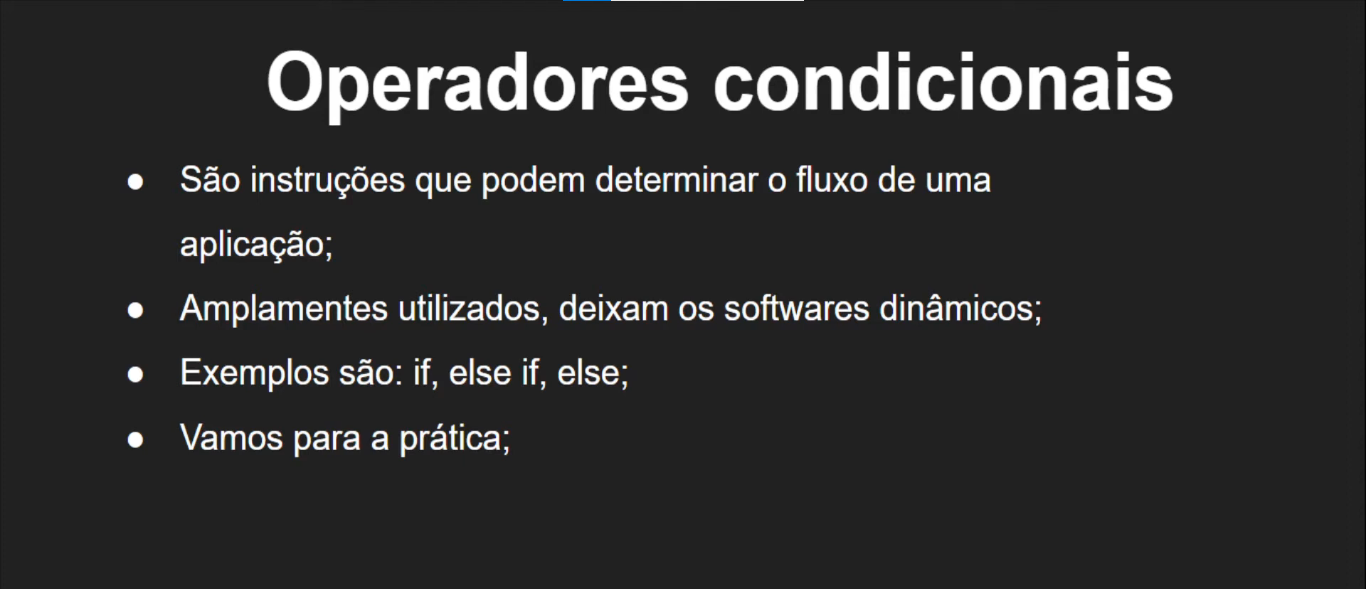 Operadores condicionais
● São instruções que podem determinar o fluxo de uma
aplicação;
● Amplamentes utilizados, deixam os softwares dinâmicos;
● Exemplos são: if, else if, else;
● Vamos para a prática;